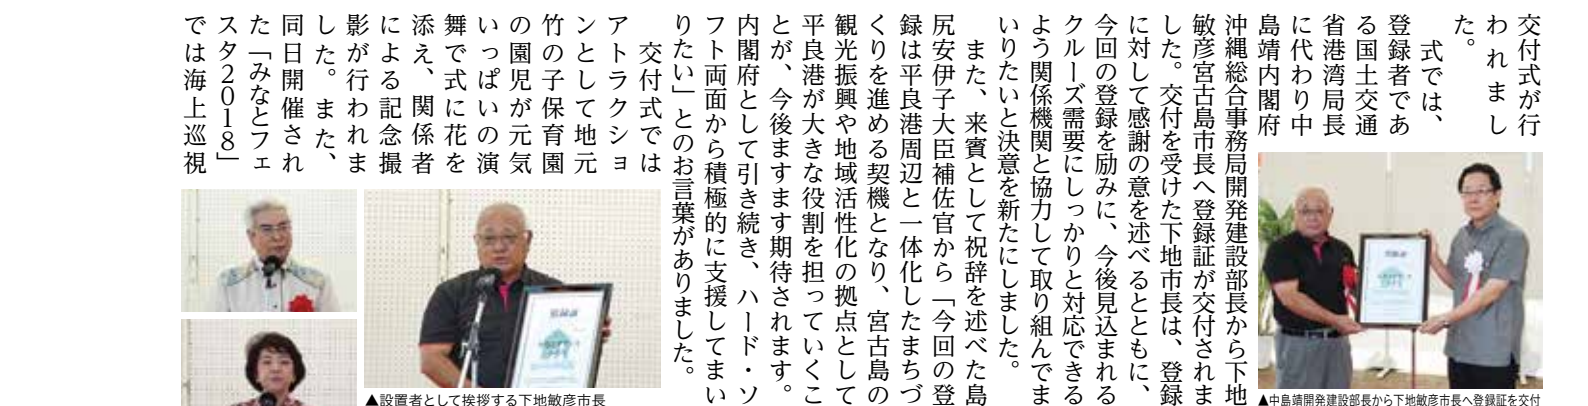 交付式が行
われまし
た。
　式では、
登録者であ
る国土交通
省港湾局長
に代わり中
島靖内閣府
沖縄総合事務局開発建設部長から下地
敏彦宮古島市長へ登録証が交付されま
した。交付を受けた下地市長は、登録
に対して感謝の意を述べるとともに、
今回の登録を励みに、今後見込まれる
クルーズ需要にしっかりと対応できる
よう関係機関と協力して取り組んでま
いりたいと決意を新たにしました。
　また、来賓として祝辞を述べた島
尻安伊子大臣補佐官から「今回の登
録は平良港周辺と一体化したまちづ
くりを進める契機となり、宮古島の
観光振興や地域活性化の拠点として
平良港が大きな役割を担っていくこ
とが、今後ますます期待されます。
内閣府として引き続き、ハード・ソ
フト両面から積極的に支援してまい
りたい」とのお言葉がありました。
　交付式では
アトラクショ
ンとして地元
竹の子保育園
の園児が元気
いっぱいの演
舞で式に花を
添え、関係者
による記念撮
影が行われま
した。また、
同日開催され
た「みなとフェ
スタ2018」
では海上巡視
▲中島靖開発建設部長から下地敏彦市長へ登録証を交付
▲設置者として挨拶する下地敏彦市長
登録証